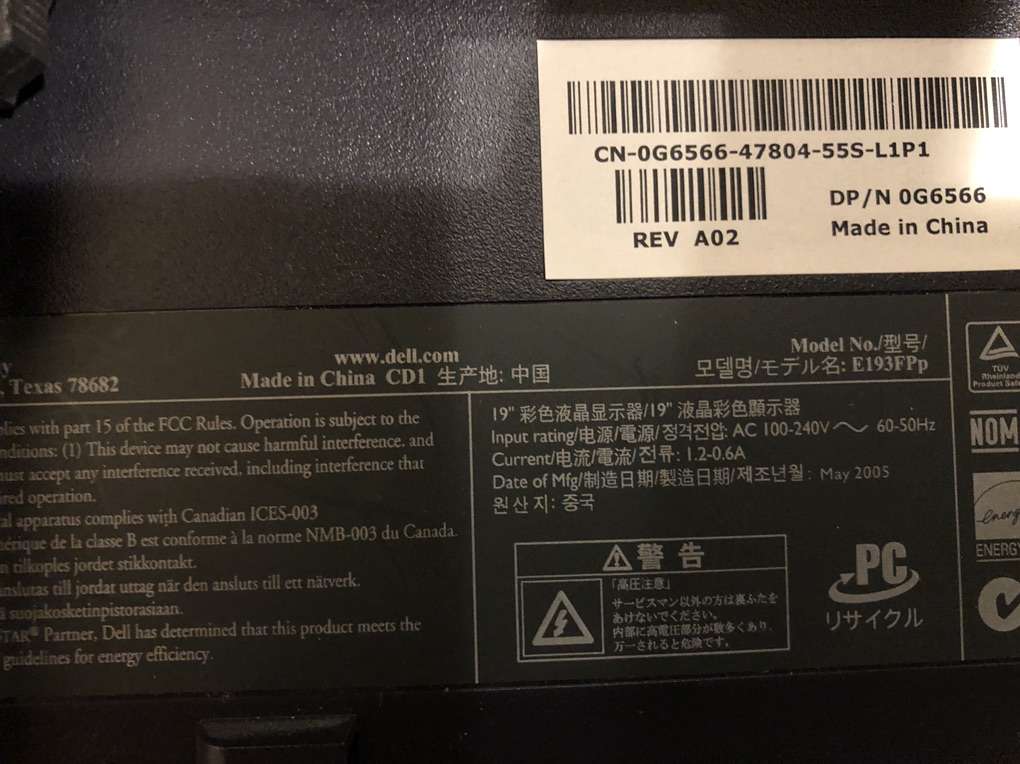 CN-0G6566-47804-55S-L1P1
DP/N 0G6566
REV A02
Made in China
www.dell.com
Texas 78682
Made in China CD1 生产地: 中国
Model No./型号/
모델명/モデル名: E193FPp
with part 15 of the FCC Rules. Operation is subject to the
(1) This device may not cause harmful interference, and
must accept any interference received, including interference that
operation.
apparatus complies with Canadian ICES-003
de la classe B est conforme à la norme NMB-003 du Canada.
tilkoples jordet stikkontakt.
till jordat uttag när den ansluts till ett nätverk.
suojakosketinpistorasiaan.
STAR® Partner, Dell has determined that this product meets the
guidelines for energy efficiency.
19" 彩色液晶显示器/19" 液晶彩色顯示器
Input rating/电源/電源/정격전압: AC 100-240V 60-50Hz
Current/电流/電流/전류: 1.2-0.6A
Date of Mfg/制造日期/製造日期/제조년월: May 2005
원산지: 중국
警告
「高圧注意」
サービスマン以外の方は裏ぶたを
あけないでください。
内部に高電圧部分が数多くあり、
万一さわると危険です。
PC
リサイクル
TÜV
Rheinland
Product Safe
NOM
energy
ENERGY